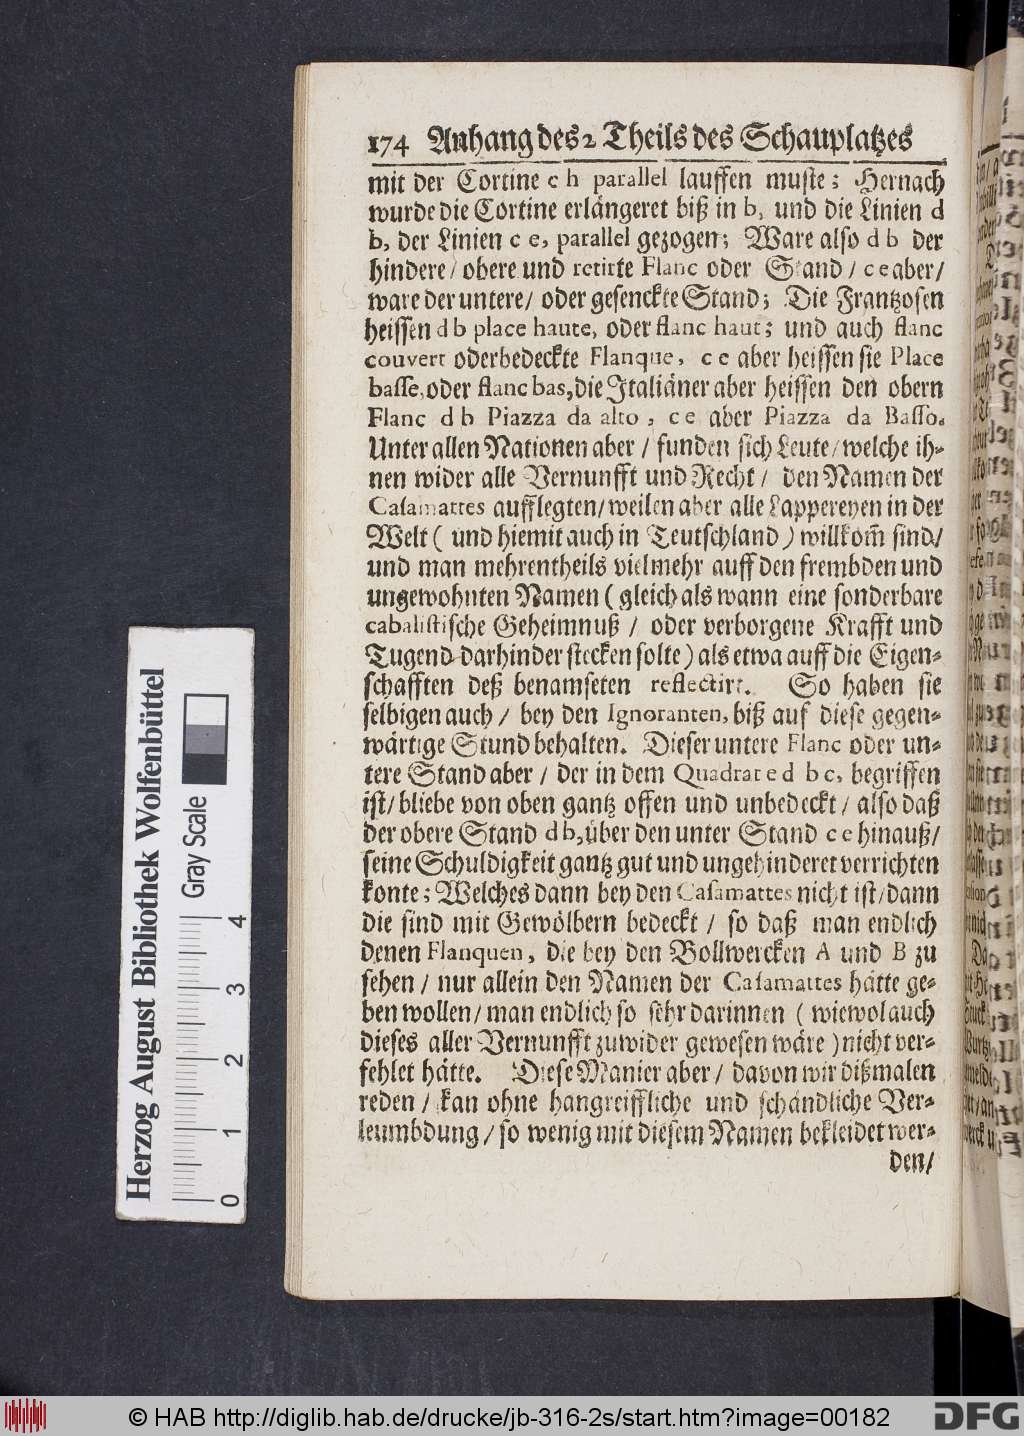 174 Anhang des 2 Theils des Schauplatzes
mit der Cortine c h parallel lauffen muste; Hernach
wurde die Cortine erlängeret biß in b, und die Linien d
b, der Linien c e, parallel gezogen; Ware also d b der
hindere / obere und retirte Flanc oder Stand / c e aber /
ware der untere / oder gesenckte Stand; Die Frantzosen
heissen d b place haute, oder flanc haut; und auch flanc
couvert oder bedeckte Flanque, c e aber heissen sie Place
basse, oder flanc bas, die Italiäner aber heissen den obern
Flanc d b Piazza da alto, c e aber Piazza da Basso.
Unter allen Nationen aber / funden sich Leute / welche ih-
nen wider alle Vernunfft und Recht / den Namen der
Casamattes aufflegten / weilen aber alle Lappereyen in der
Welt ( und hiemit auch in Teutschland ) willkom̃ sind /
und man mehrentheils vielmehr auff den frembden und
ungewohnten Namen ( gleich als wann eine sonderbare
cabalistische Geheimnuß / oder verborgene Krafft und
Tugend darhinder stecken solte ) als etwa auff die Eigen-
schafften deß benamseten reflectirt. So haben sie
selbigen auch / bey den Ignoranten, biß auf diese gegen-
wärtige Stund behalten. Dieser untere Flanc oder un-
tere Stand aber / der in dem Quadrat e d b c, begriffen
ist / bliebe von oben gantz offen und unbedeckt / also daß
der obere Stand d b, über den unter Stand c e hinauß /
seine Schuldigkeit gantz gut und ungehinderet verrichten
konte; Welches dann bey den Casamattes nicht ist / dann
die sind mit Gewölbern bedeckt / so daß man endlich
denen Flanquen, die bey den Bollwercken A und B zu
sehen / nur allein den Namen der Casamattes hätte ge-
ben wollen / man endlich so sehr darinnen ( wiewol auch
dieses aller Vernunfft zuwider gewesen wäre ) nicht ver-
fehlet hätte. Diese Manier aber / davon wir dißmalen
reden / kan ohne hangreiffliche und schändliche Ver-
leumbdung / so wenig mit diesem Namen bekleidet wer-
den /
Herzog August Bibliothek Wolfenbüttel
Gray Scale
0 1 2 3 4
© HAB http://diglib.hab.de/drucke/jb-316-2s/start.htm?image=00182
DFG